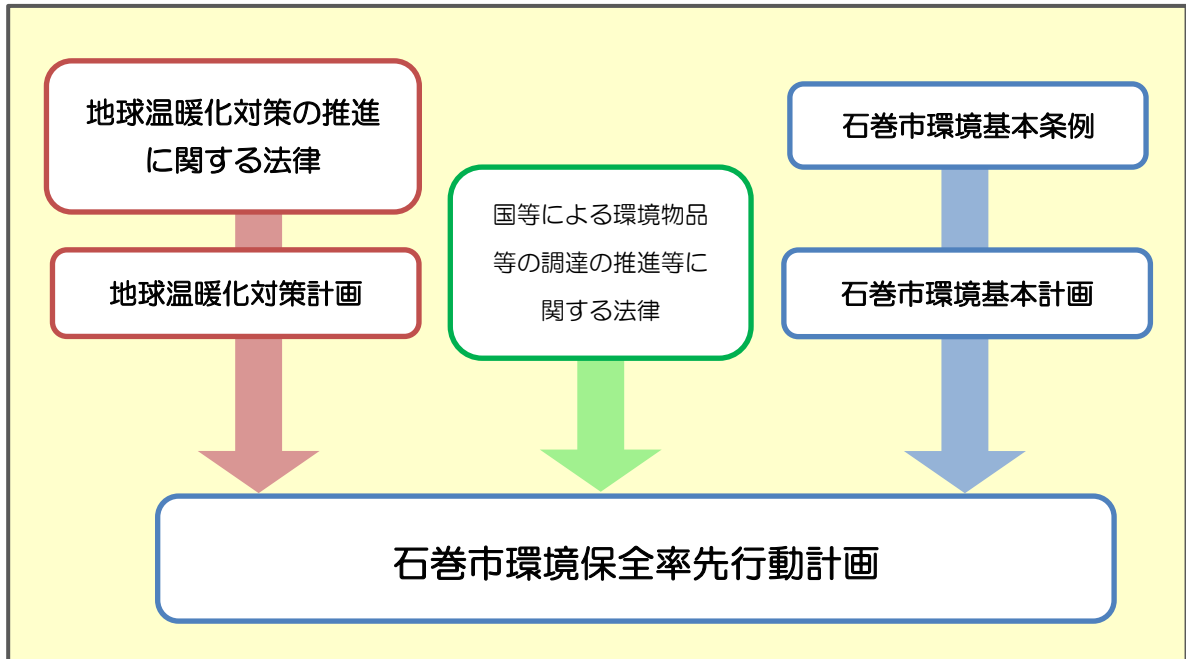 地球温暖化対策の推進
に関する法律
地球温暖化対策計画
国等による環境物品
等の調達の推進等に
関する法律
石巻市環境基本条例
石巻市環境基本計画
石巻市環境保全率先行動計画